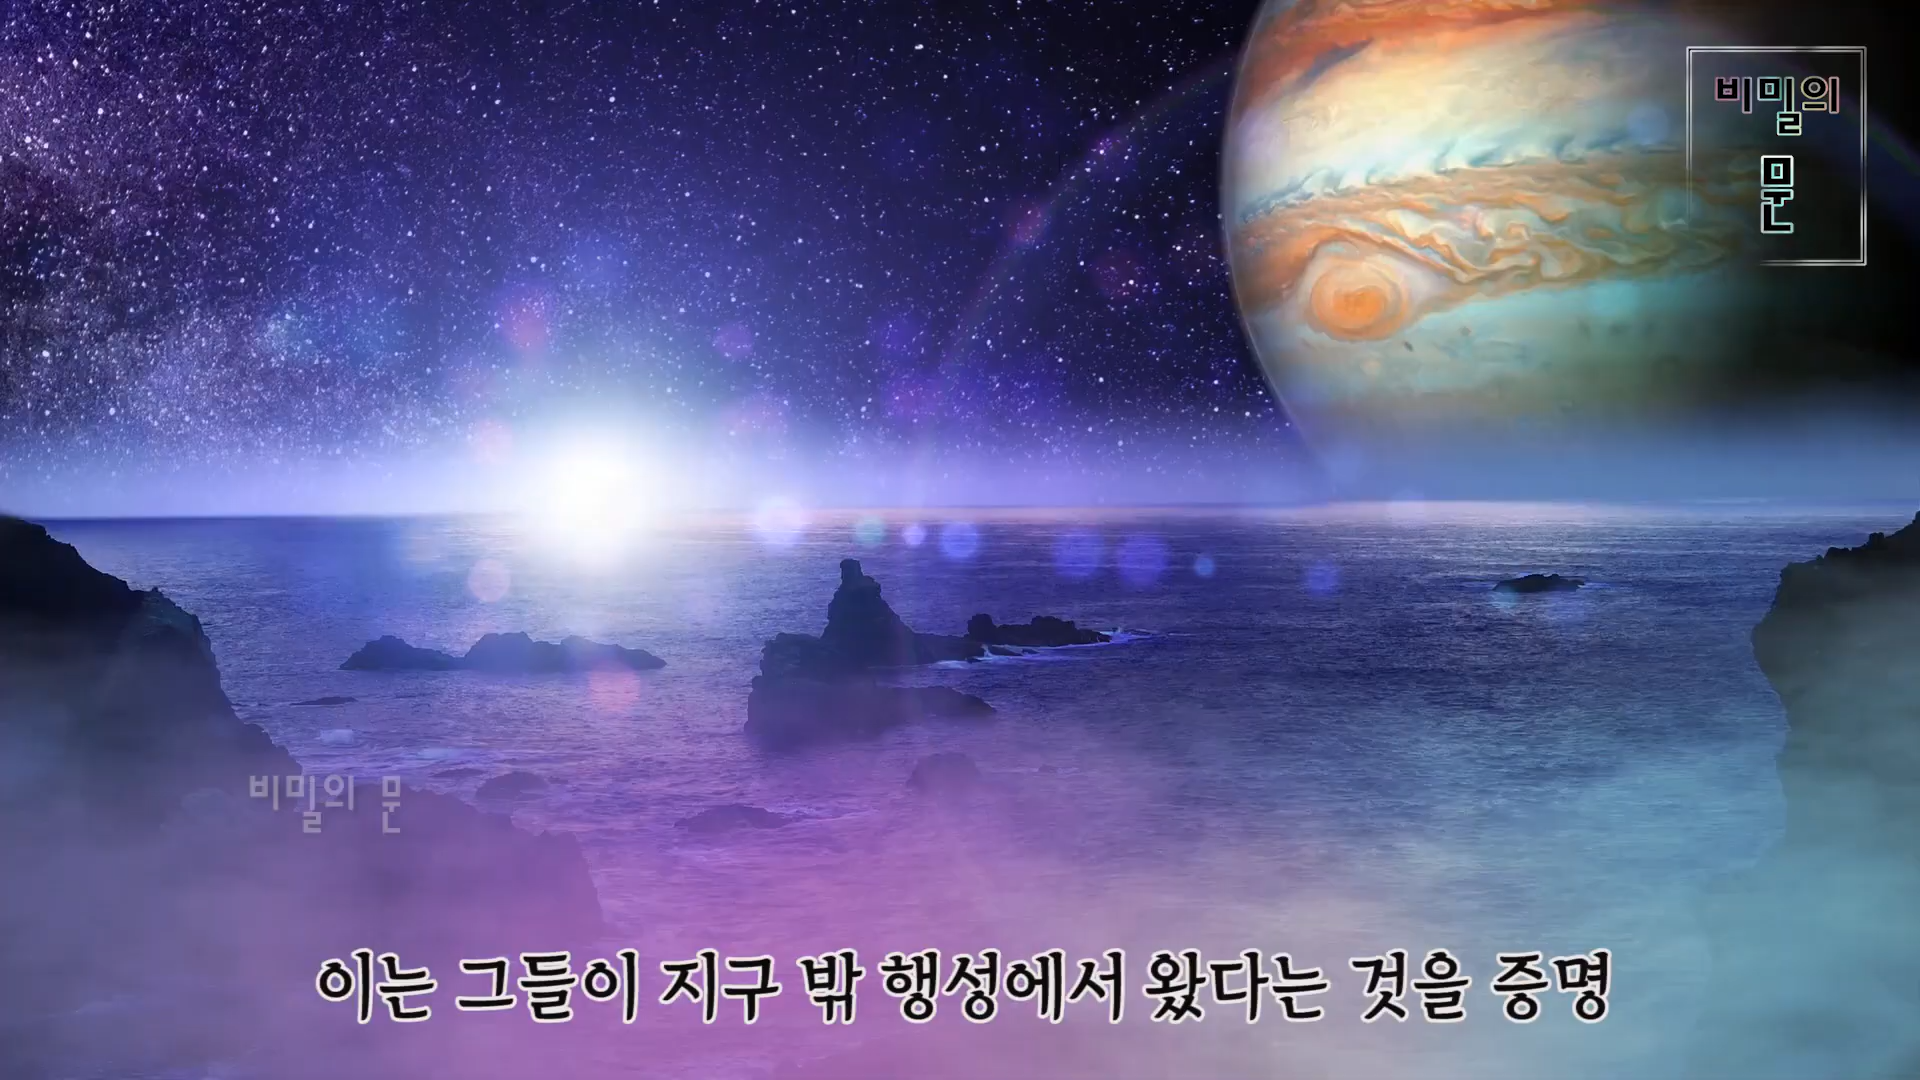 비밀의
문
비밀의 문
이는 그들이 지구 밖 행성에서 왔다는 것을 증명